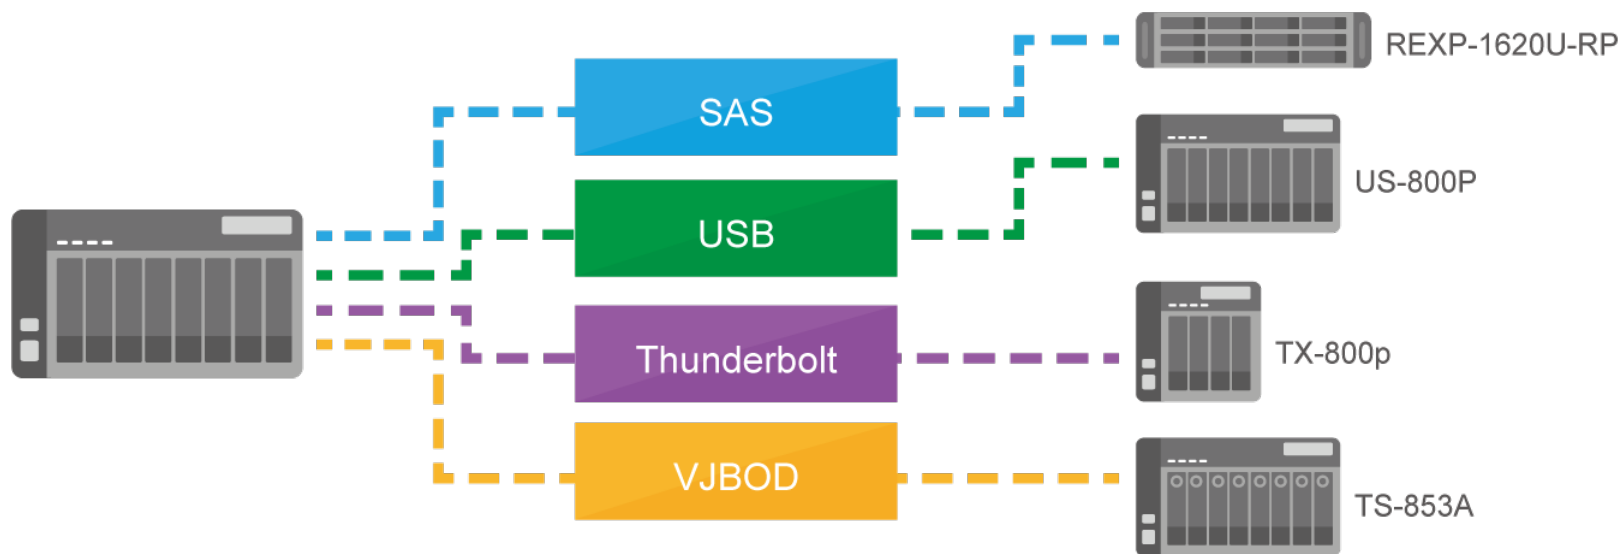 SAS
REXP-1620U-RP
USB
US-800P
Thunderbolt
TX-800p
VJBOD
TS-853A